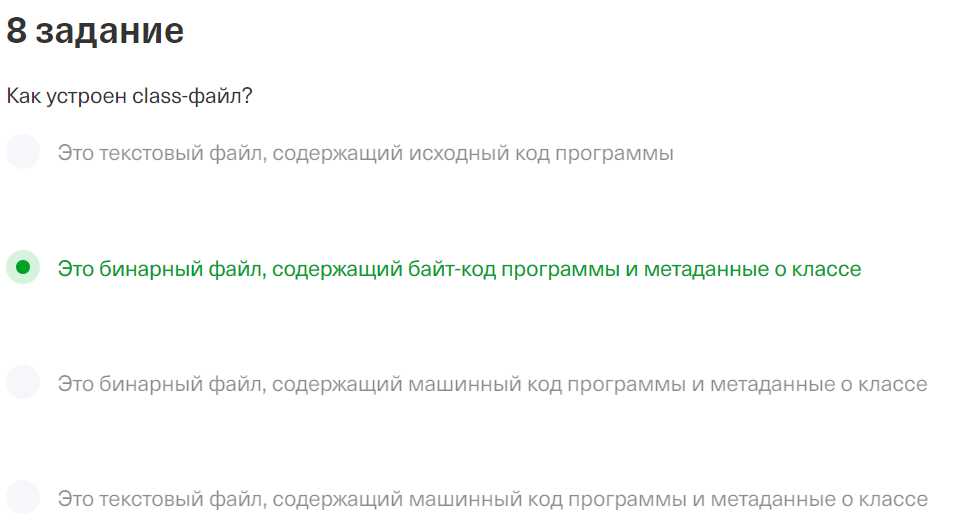 8 задание
Как устроен class-файл?
Это текстовый файл, содержащий исходный код программы
Это бинарный файл, содержащий байт-код программы и метаданные о классе
Это бинарный файл, содержащий машинный код программы и метаданные о классе
Это текстовый файл, содержащий машинный код программы и метаданные о классе